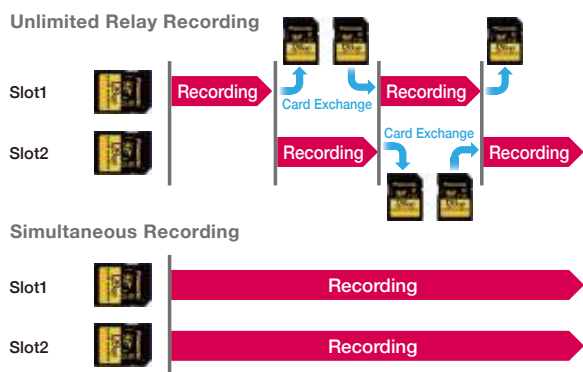 Unlimited Relay Recording
Slot1
Recording
Card Exchange
Recording
Slot2
Recording
Card Exchange
Recording
Simultaneous Recording
Slot1
Recording
Slot2
Recording